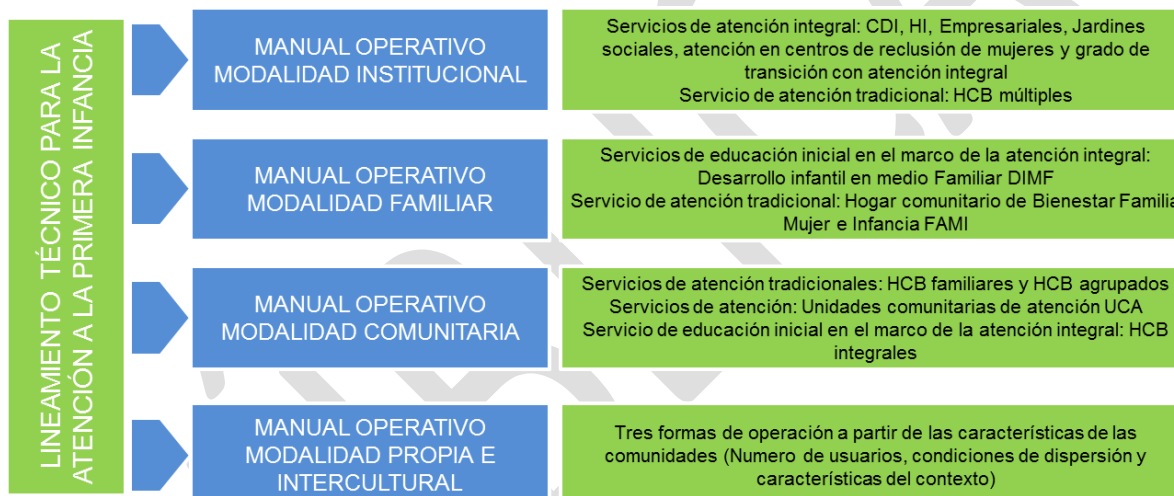 LINEAMIENTO TÉCNICO PARA LA
ATENCIÓN A LA PRIMERA INFANCIA
MANUAL OPERATIVO
MODALIDAD INSTITUCIONAL
Servicios de atención integral: CDI, HI, Empresariales, Jardines
sociales, atención en centros de reclusión de mujeres y grado de
transición con atención integral
Servicio de atención tradicional: HCB múltiples
MANUAL OPERATIVO
MODALIDAD FAMILIAR
Servicios de educación inicial en el marco de la atención integral:
Desarrollo infantil en medio Familiar DIMF
Servicio de atención tradicional: Hogar comunitario de Bienestar Familia
Mujer e Infancia FAMI
MANUAL OPERATIVO
MODALIDAD COMUNITARIA
Servicios de atención tradicionales: HCB familiares y HCB agrupados
Servicios de atención: Unidades comunitarias de atención UCA
Servicio de educación inicial en el marco de la atención integral: HCB
integrales
MANUAL OPERATIVO
MODALIDAD PROPIA E
INTERCULTURAL
Tres formas de operación a partir de las características de las
comunidades (Numero de usuarios, condiciones de dispersión y
características del contexto)